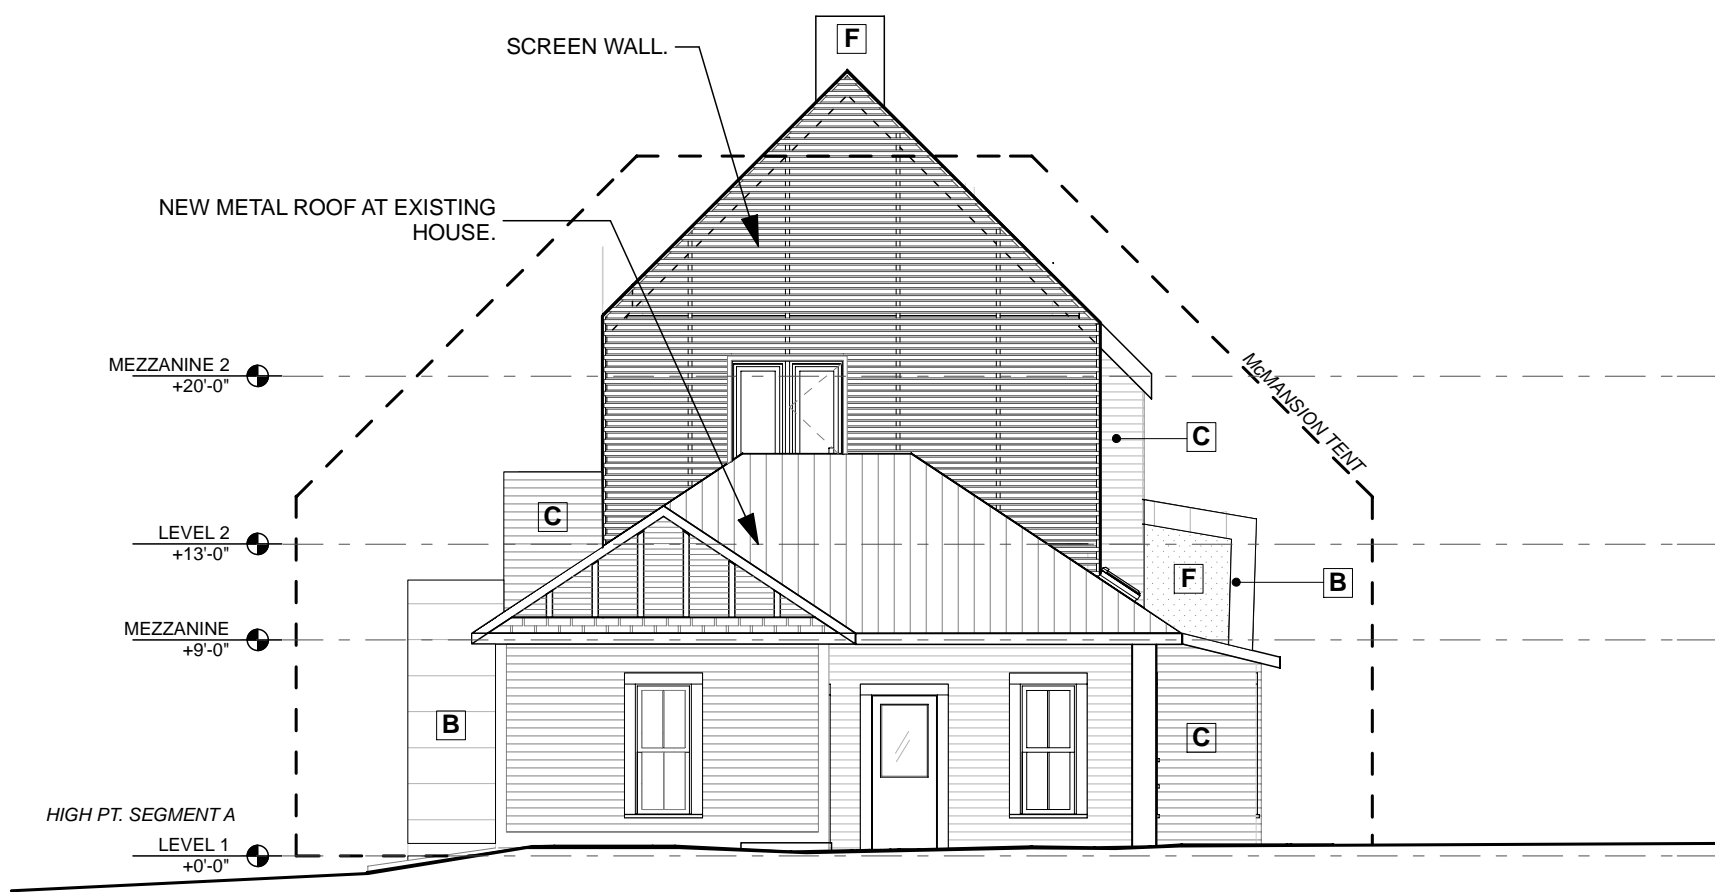 F
SCREEN WALL.
NEW METAL ROOF AT EXISTING
HOUSE.
MEZZANINE 2
+20'-0"
McMANSION TENT
C
C
LEVEL 2
+13'-0"
F
B
MEZZANINE
+9'-0"
B
C
HIGH PT. SEGMENT A
LEVEL 1
+0'-0"